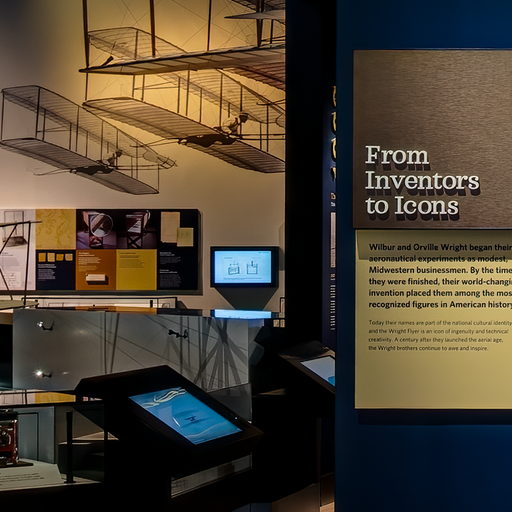 From
Inventors
to Icons
Wilbur and Orville Wright began their
aeronautical experiments as modest,
Midwestern businessmen. By the time
they were finished, their world-changi
invention placed them among the mos
recognized figures in American history
Today their names are part of the national cultural identity
and the Wright Flyer is an icon of ingenuity and technical
creativity. A century after they launched the aerial age,
the Wright brothers continue to awe and inspire.